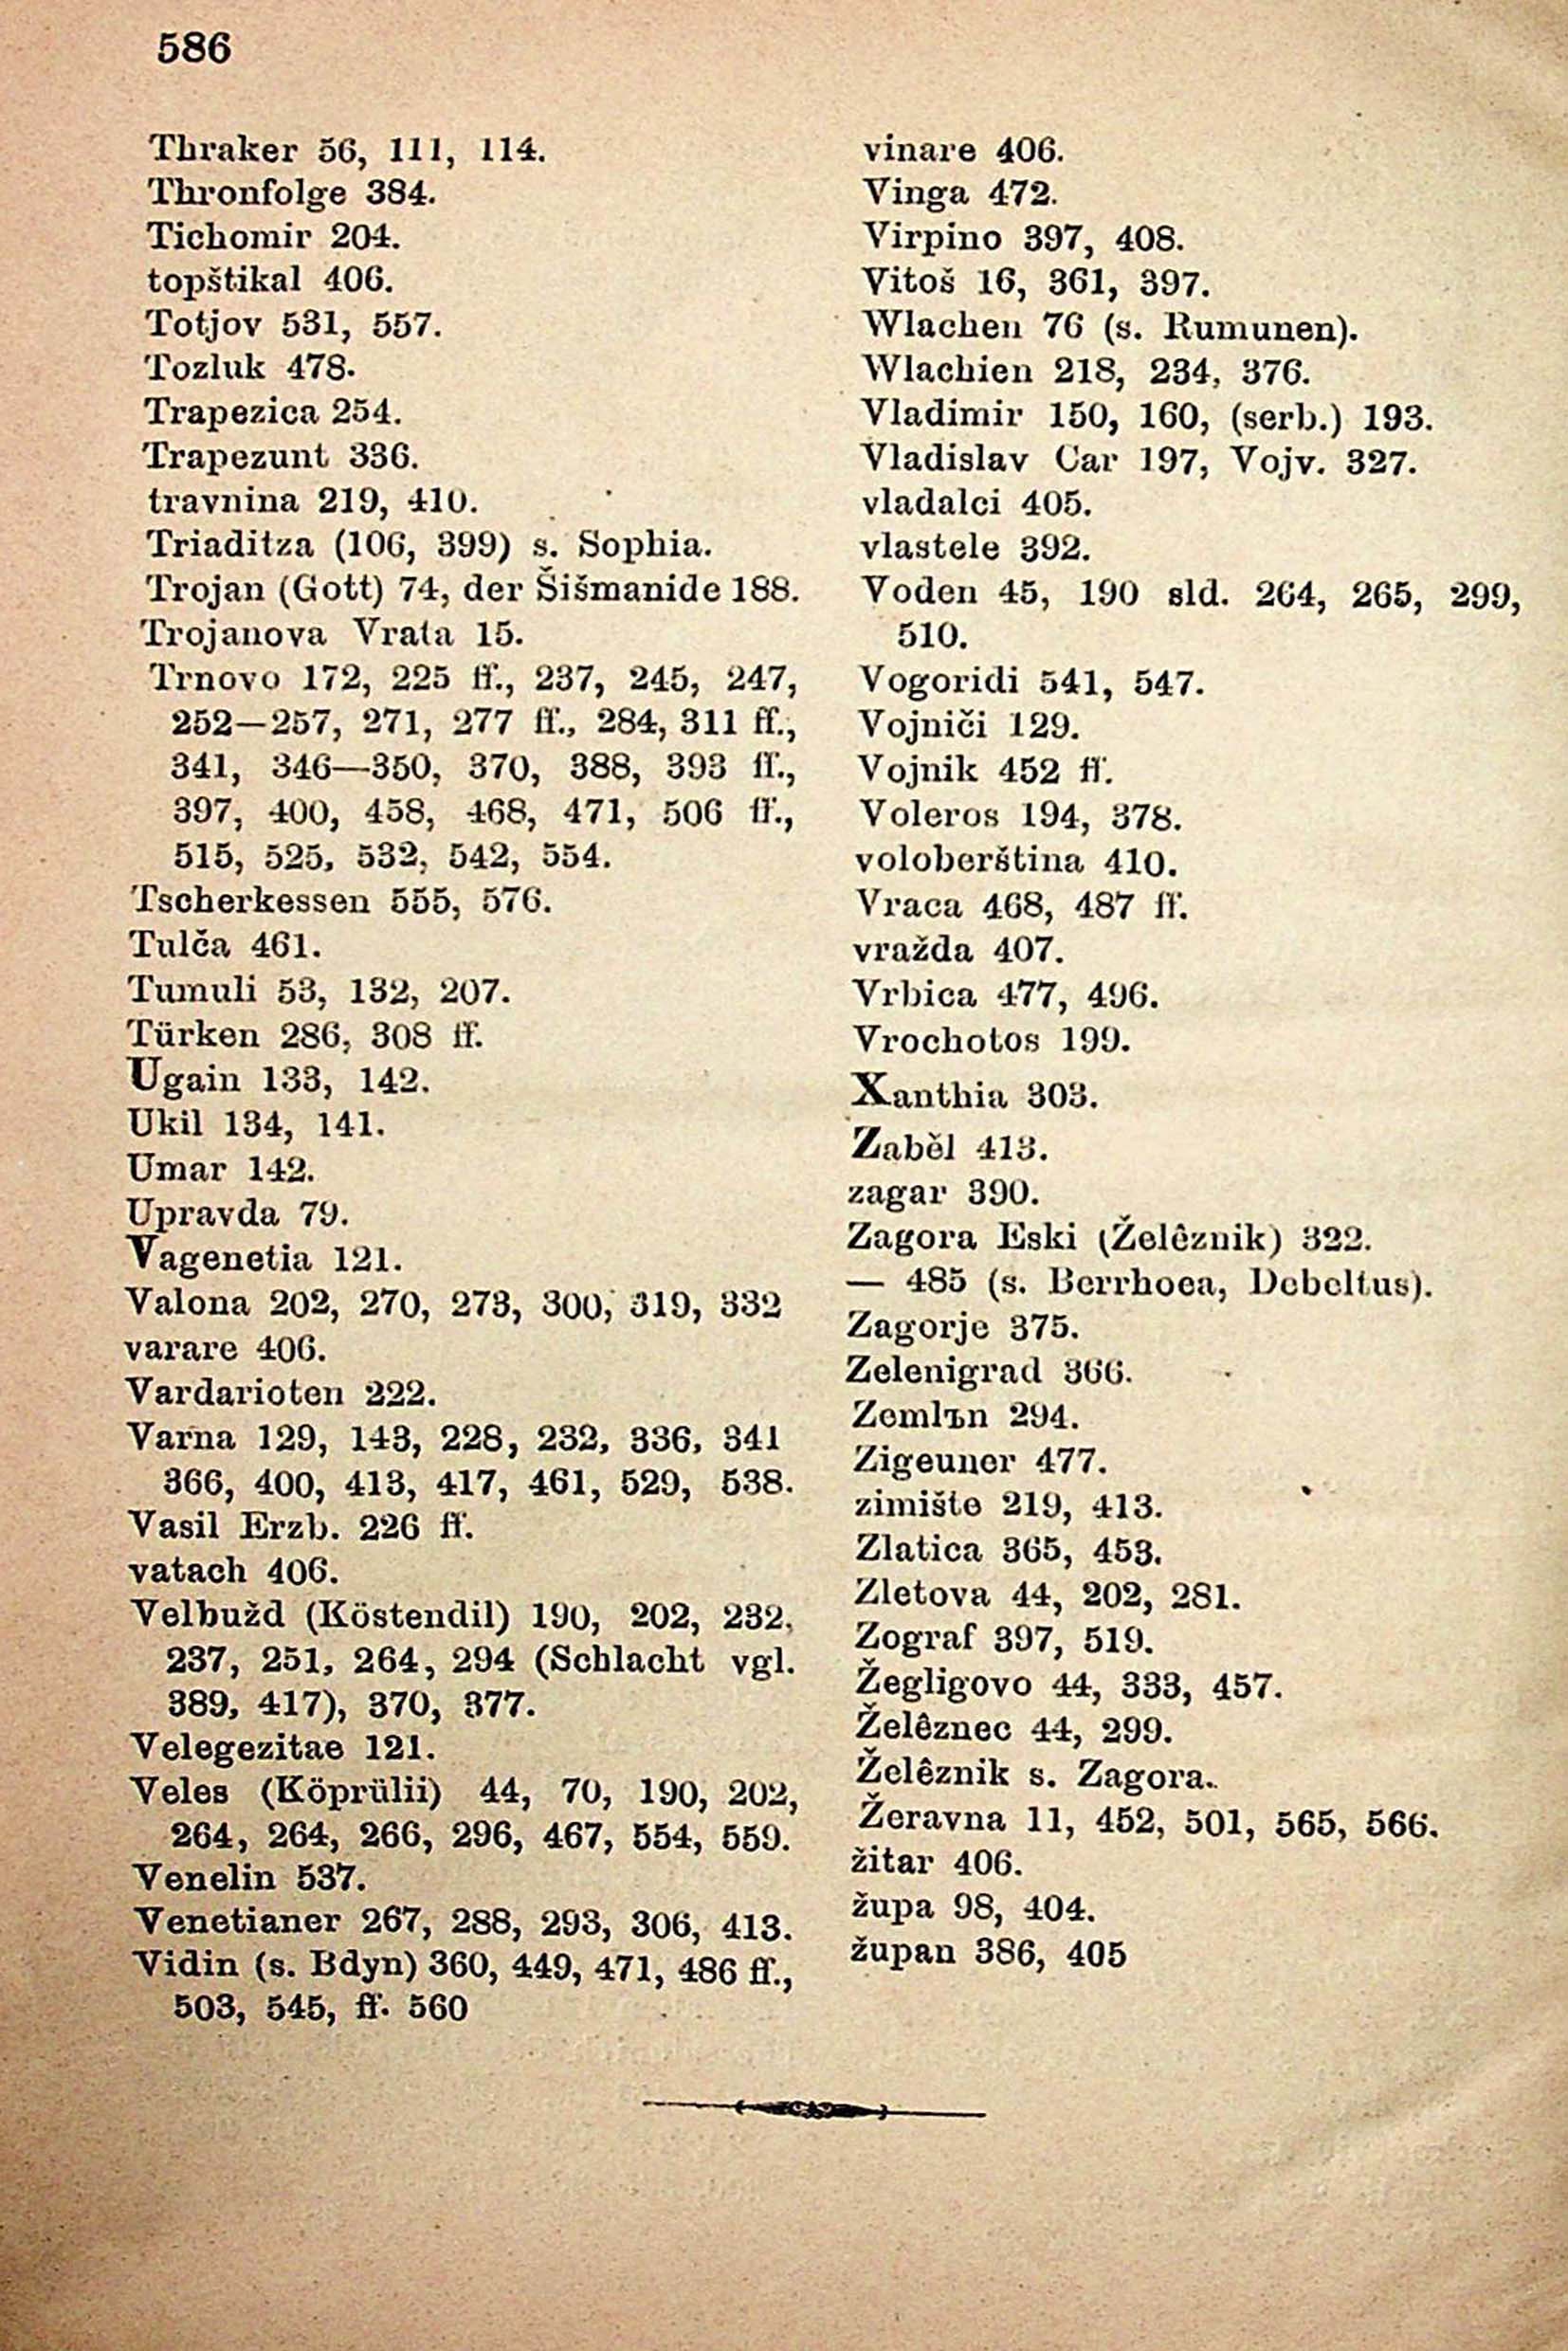 586
Thraker 56, 111, 114.
Thronfolge 384.
Tichomir 204.
topštikal 406.
Totjov 531, 557.
Tozluk 478.
Trapezica 254.
Trapezunt 336.
travnina 219, 410.
Triaditza (106, 399) s. Sophia.
Trojan (Gott) 74, der Šišmanide 188.
Trojanova Vrata 15.
Trnovo 172, 225 ff., 237, 245, 247,
252—257, 271, 277 ff., 284, 311 ff.,
341, 346—350, 370, 388, 393 ff.,
397, 400, 458, 468, 471, 506 ff.,
515, 525, 532, 542, 554.
Tscherkessen 555, 576.
Tulča 461.
Tumuli 53, 132, 207.
Türken 286, 308 ff.
Ugain 133, 142.
Ukil 134, 141.
Umar 142.
Upravda 79.
Vagenetia 121.
Valona 202, 270, 273, 300, 319, 332
varare 406.
Vardarioten 222.
Varna 129, 143, 228, 232, 336, 341
366, 400, 413, 417, 461, 529, 538.
Vasil Erzb. 226 ff.
vatach 406.
Velbužd (Köstendil) 190, 202, 232,
237, 251, 264, 294 (Schlacht vgl.
389, 417), 370, 377.
Velegezitae 121.
Veles (Köprülii) 44, 70, 190, 202,
264, 264, 266, 296, 467, 554, 559.
Venelin 537.
Venetianer 267, 288, 293, 306, 413.
Vidin (s. Bdyn) 360, 449, 471, 486 ff.,
503, 545, ff. 560
vinare 406.
Vinga 472.
Virpino 397, 408.
Vitoš 16, 361, 397.
Wlachen 76 (s. Rumunen).
Wlachien 218, 234, 376.
Vladimir 150, 160, (serb.) 193.
Vladislav Car 197, Vojv. 327.
vladalci 405.
vlastele 392.
Voden 45, 190 sld. 264, 265, 299,
510.
Vogoridi 541, 547.
Vojniči 129.
Vojnik 452 ff.
Voleros 194, 378.
voloberština 410.
Vraca 468, 487 ff.
vražda 407.
Vrbica 477, 496.
Vrochotos 199.
Xanthia 303.
Zaběl 413.
zagar 390.
Zagora Eski (Želêznik) 322.
— 485 (s. Berrhoea, Debeltus).
Zagorje 375.
Zelenigrad 366.
Zemlъn 294.
Zigeuner 477.
zimište 219, 413.
Zlatica 365, 453.
Zletova 44, 202, 281.
Zograf 397, 519.
Žegligovo 44, 333, 457.
Želêznec 44, 299.
Želêznik s. Zagora.
Žeravna 11, 452, 501, 565, 566.
žitar 406.
župa 98, 404.
župan 386, 405